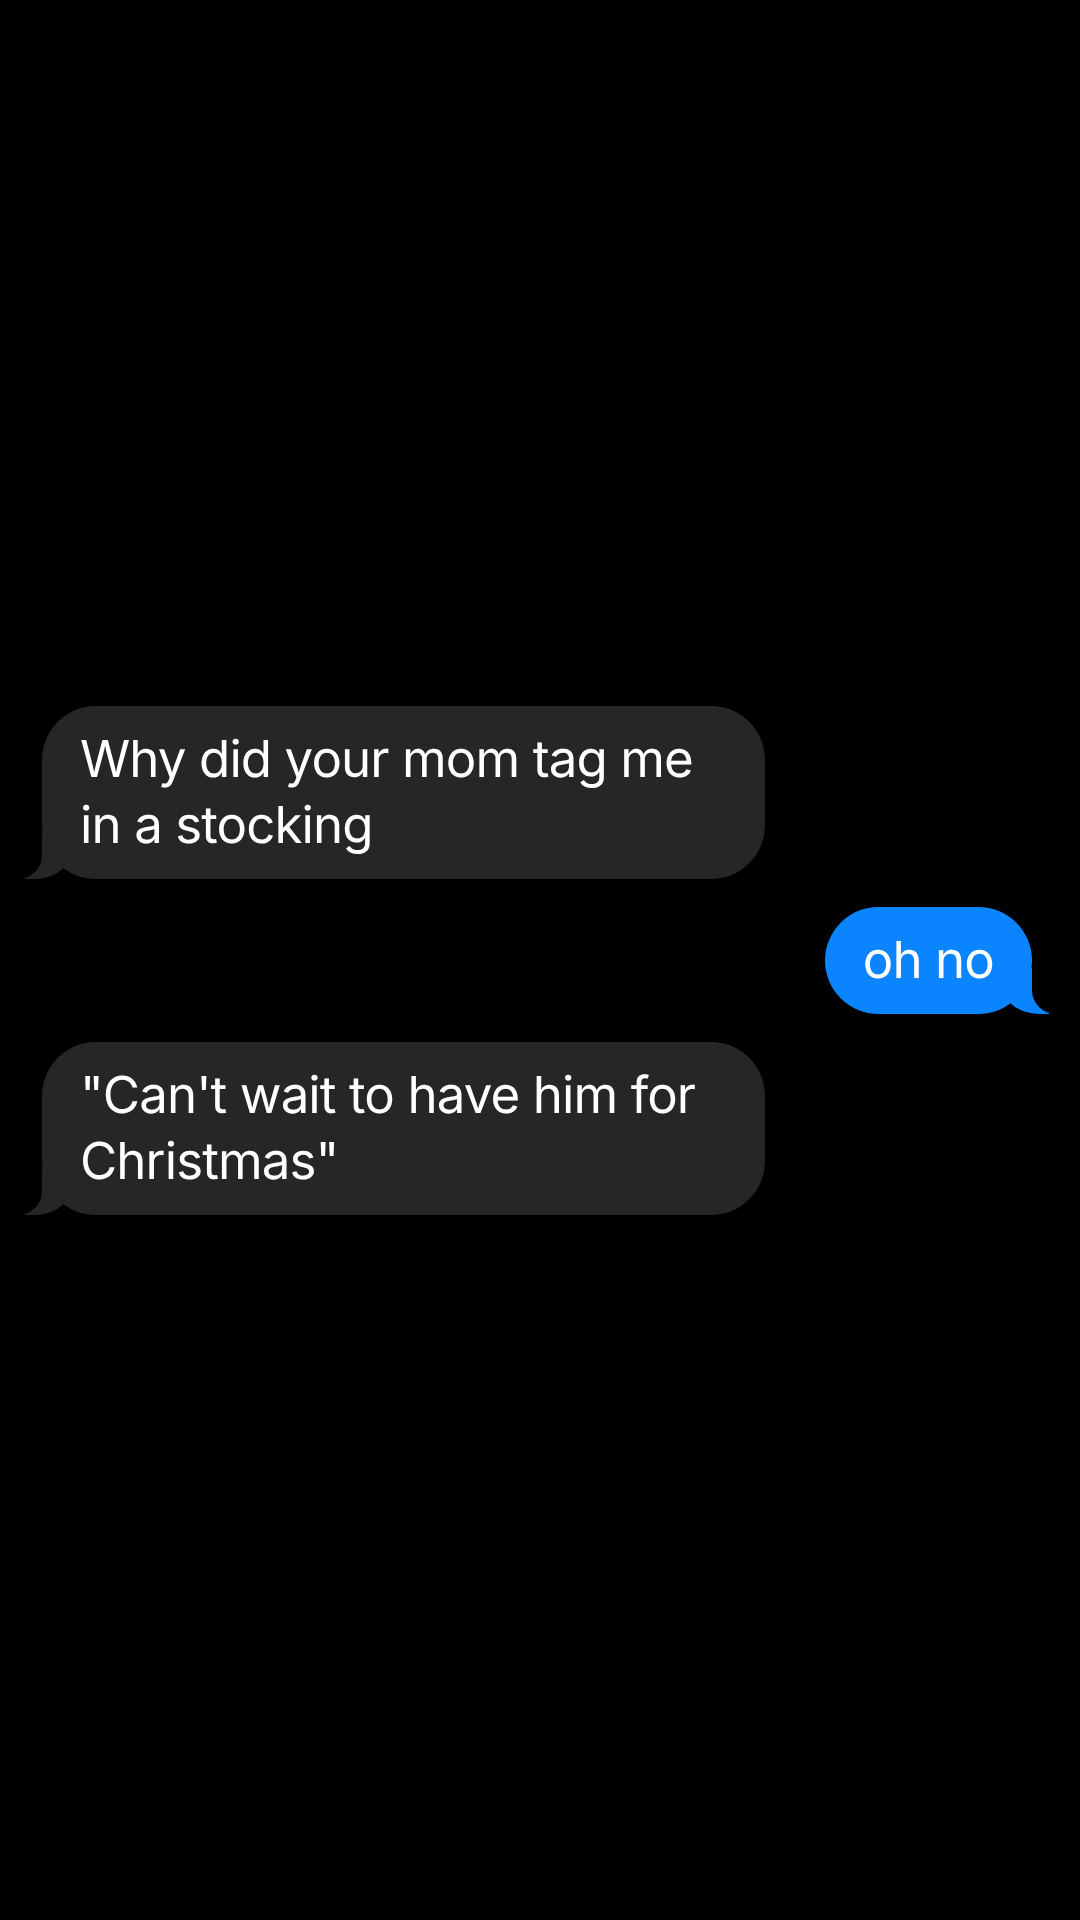 Why did your mom tag me
in a stocking
oh no
"Can't wait to have him for
Christmas"